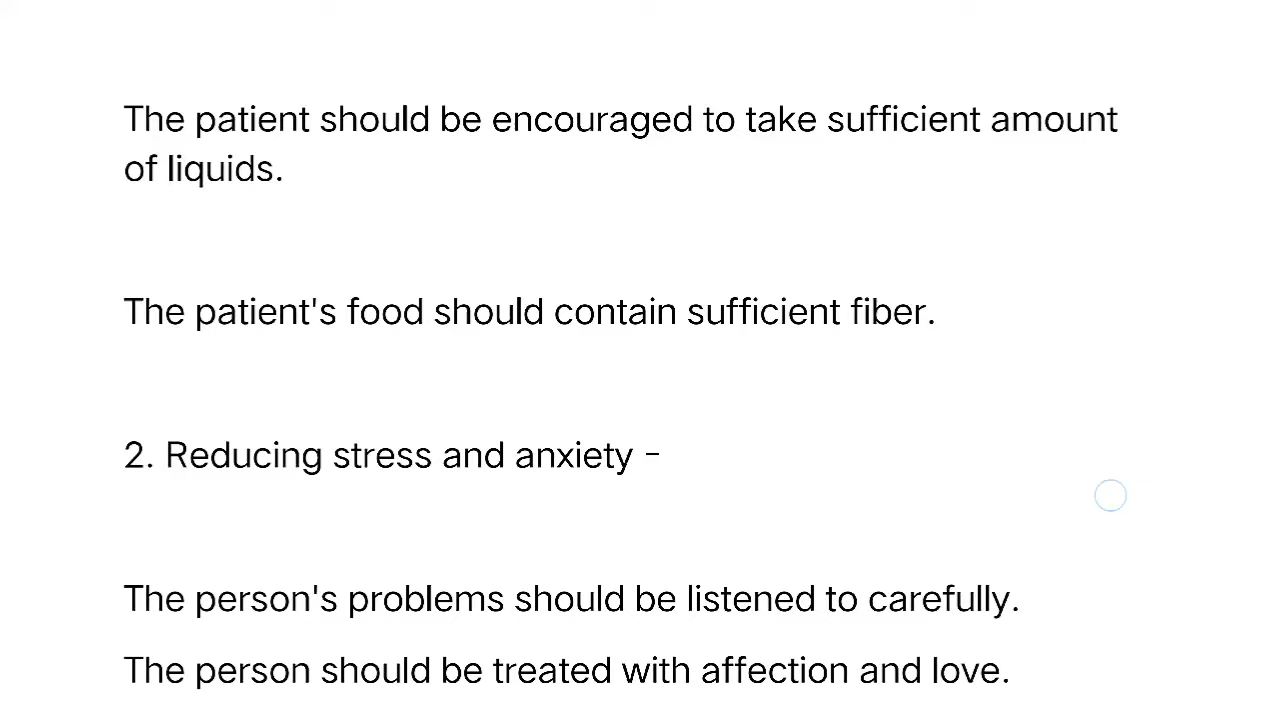 The patient should be encouraged to take sufficient amount
of liquids.
The patient's food should contain sufficient fiber.
2. Reducing stress and anxiety -
The person's problems should be listened to carefully.
The person should be treated with affection and love.